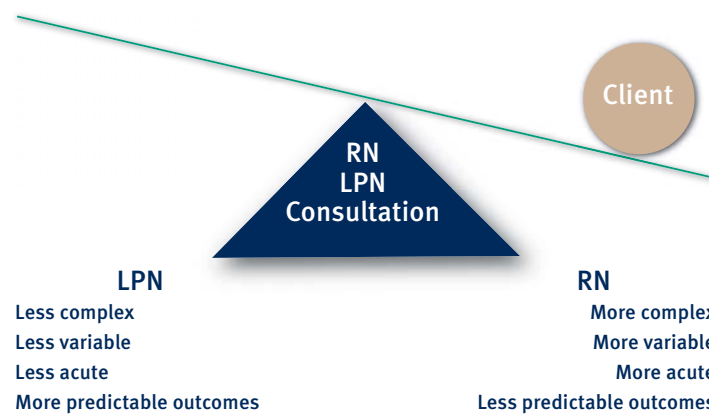 Client
RN
LPN
Consultation
LPN
Less complex
Less variable
Less acute
More predictable outcomes
RN
More complex
More variable
More acute
Less predictable outcomes